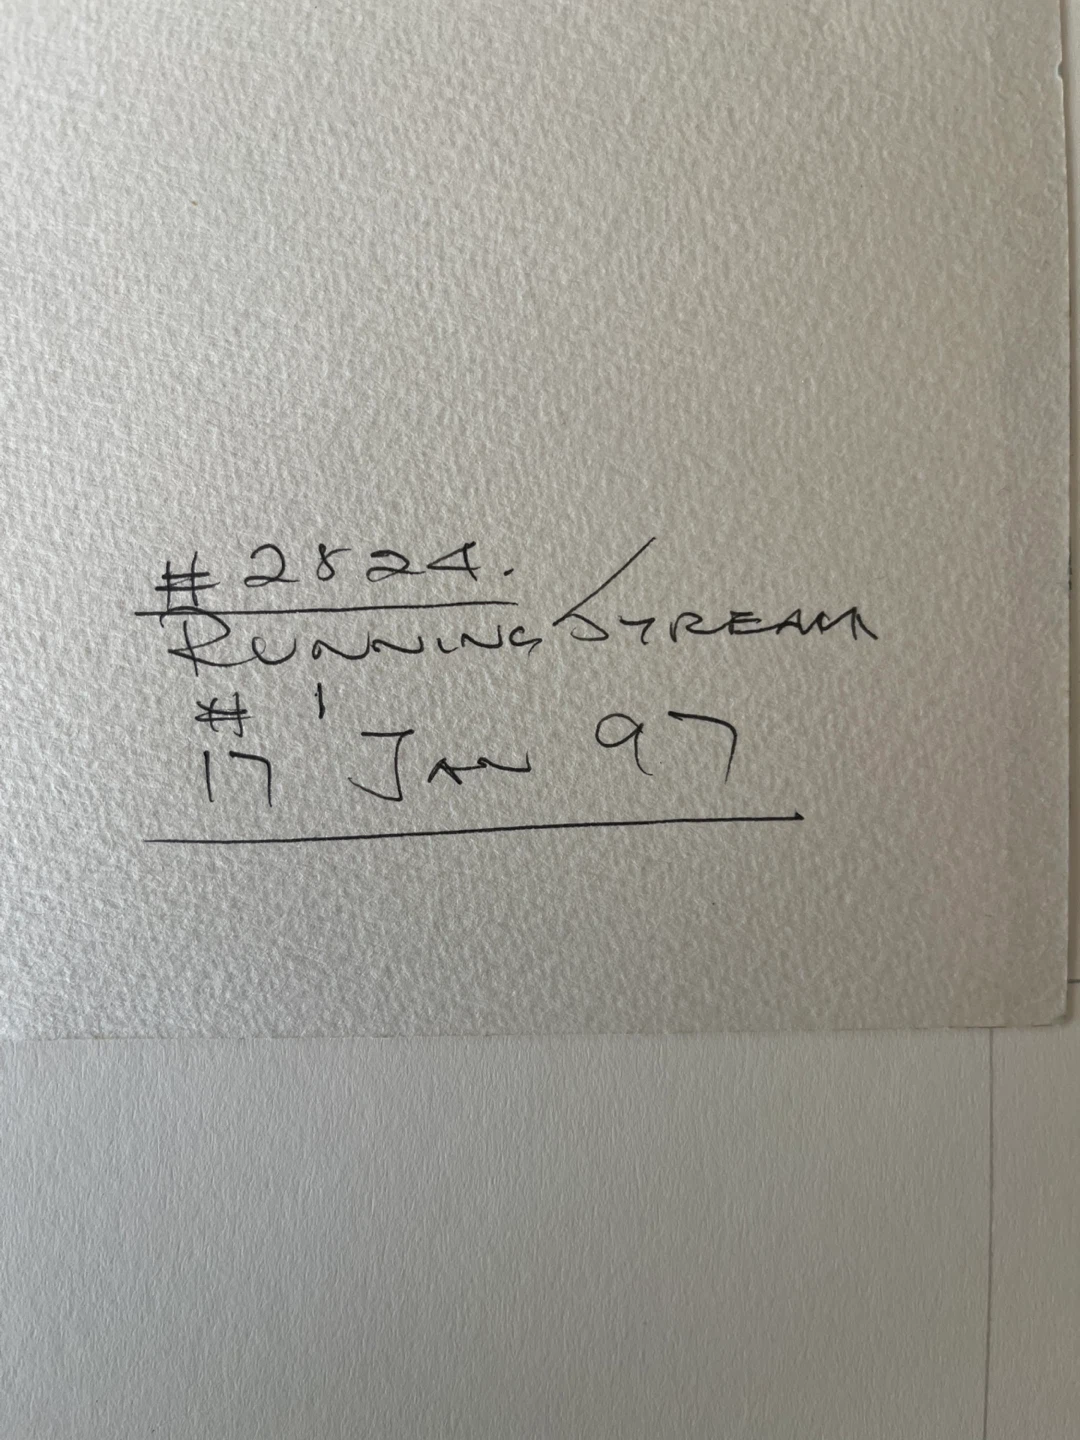 #2824.
RUNNING STREAM
# 1
17 JAN 97